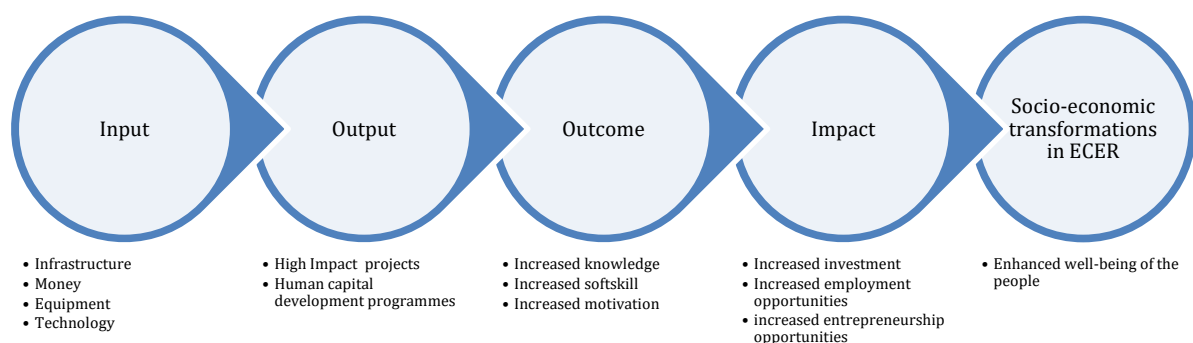 Input
Output
Outcome
Impact
Socio-economic
transformations
in ECER
• Infrastructure
• Money
• Equipment
• Technology
• High Impact projects
• Human capital
development programmes
• Increased knowledge
• Increased softskill
• Increased motivation
• Increased investment
• Increased employment
opportunities
• increased entrepreneurship
opportunities
• Enhanced well-being of the
people